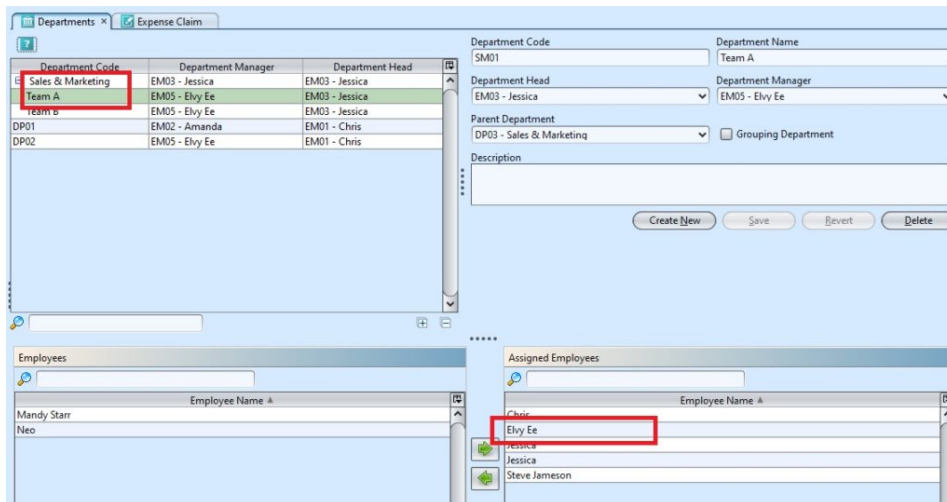 Departments × Expense Claim
?
Department Code Department Manager Department Head
Sales & Marketing EM03 - Jessica EM03 - Jessica
Team A EM05 - Elvy Ee EM03 - Jessica
Team B EM05 - Elvy Ee EM03 - Jessica
DP01 EM02 - Amanda EM01 - Chris
DP02 EM05 - Elvy Ee EM01 - Chris
Department Code Department Name
SM01 Team A
Department Head Department Manager
EM03 - Jessica EM05 - Elvy Ee
Parent Department
DP03 - Sales & Marketing Grouping Department
Description
Create New Save Revert Delete
Employees
Employee Name
Mandy Starr
Neo
Assigned Employees
Employee Name
Chris
Elvy Ee
Jessica
Jessica
Steve Jameson